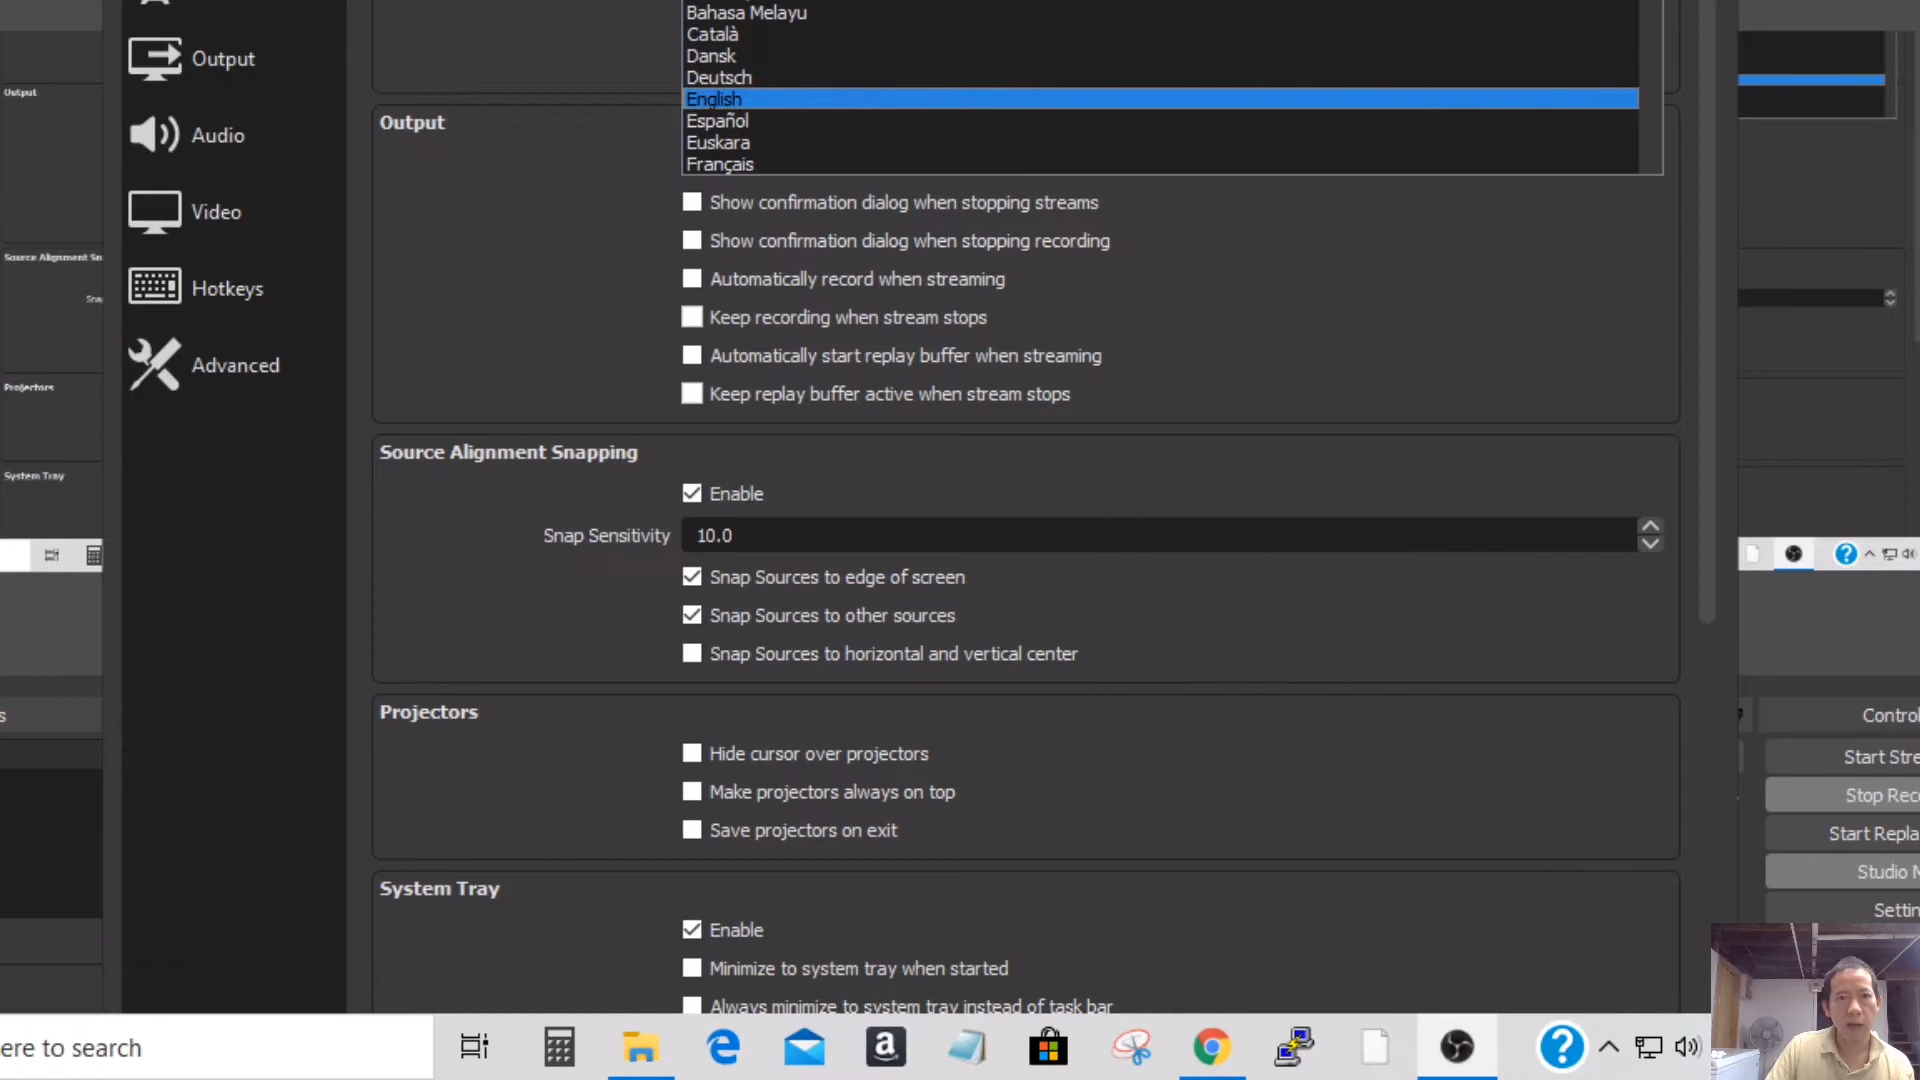 Bahasa Melayu
Català
Dansk
Deutsch
English
Español
Euskara
Français
Output
Audio
Video
Hotkeys
Advanced
Output
Source Alignment Sn
Sna
Projectors
System Tray
Output
Show confirmation dialog when stopping streams
Show confirmation dialog when stopping recording
Automatically record when streaming
Keep recording when stream stops
Automatically start replay buffer when streaming
Keep replay buffer active when stream stops
Source Alignment Snapping
Enable
Snap Sensitivity 10.0
Snap Sources to edge of screen
Snap Sources to other sources
Snap Sources to horizontal and vertical center
Projectors
Hide cursor over projectors
Make projectors always on top
Save projectors on exit
System Tray
Enable
Minimize to system tray when started
Always minimize to system tray instead of task bar
s
Control
Start Stre
Stop Reco
Start Repla
Studio M
Settin
ere to search
a
?
?